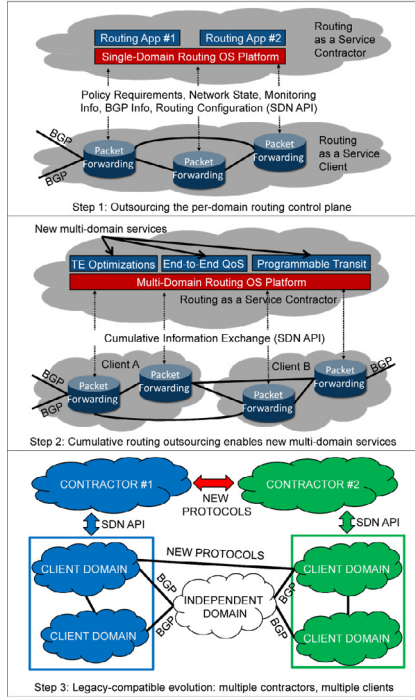 Routing App #1
Routing App #2
Single-Domain Routing OS Platform
Routing
as a Service
Contractor
Policy Requirements, Network State, Monitoring
Info, BGP Info, Routing Configuration (SDN API)
BGP
BGP
Packet
Forwarding
Packet
Forwarding
Packet
Forwarding
Routing
as a Service
Client
Step 1: Outsourcing the per-domain routing control plane
New multi-domain services
TE Optimizations
End-to-End QoS
Programmable Transit
Multi-Domain Routing OS Platform
Routing as a Service Contractor
Cumulative Information Exchange (SDN API)
Client A
Client B
BGP
BGP
Packet
Forwarding
Packet
Forwarding
Packet
Forwarding
Packet
Forwarding
BGP
Step 2: Cumulative routing outsourcing enables new multi-domain services
CONTRACTOR #1
CONTRACTOR #2
NEW
PROTOCOLS
SDN API
SDN API
NEW PROTOCOLS
CLIENT DOMAIN
CLIENT DOMAIN
BGP
BGP
INDEPENDENT
DOMAIN
BGP
BGP
CLIENT DOMAIN
CLIENT DOMAIN
Step 3: Legacy-compatible evolution: multiple contractors, multiple clients